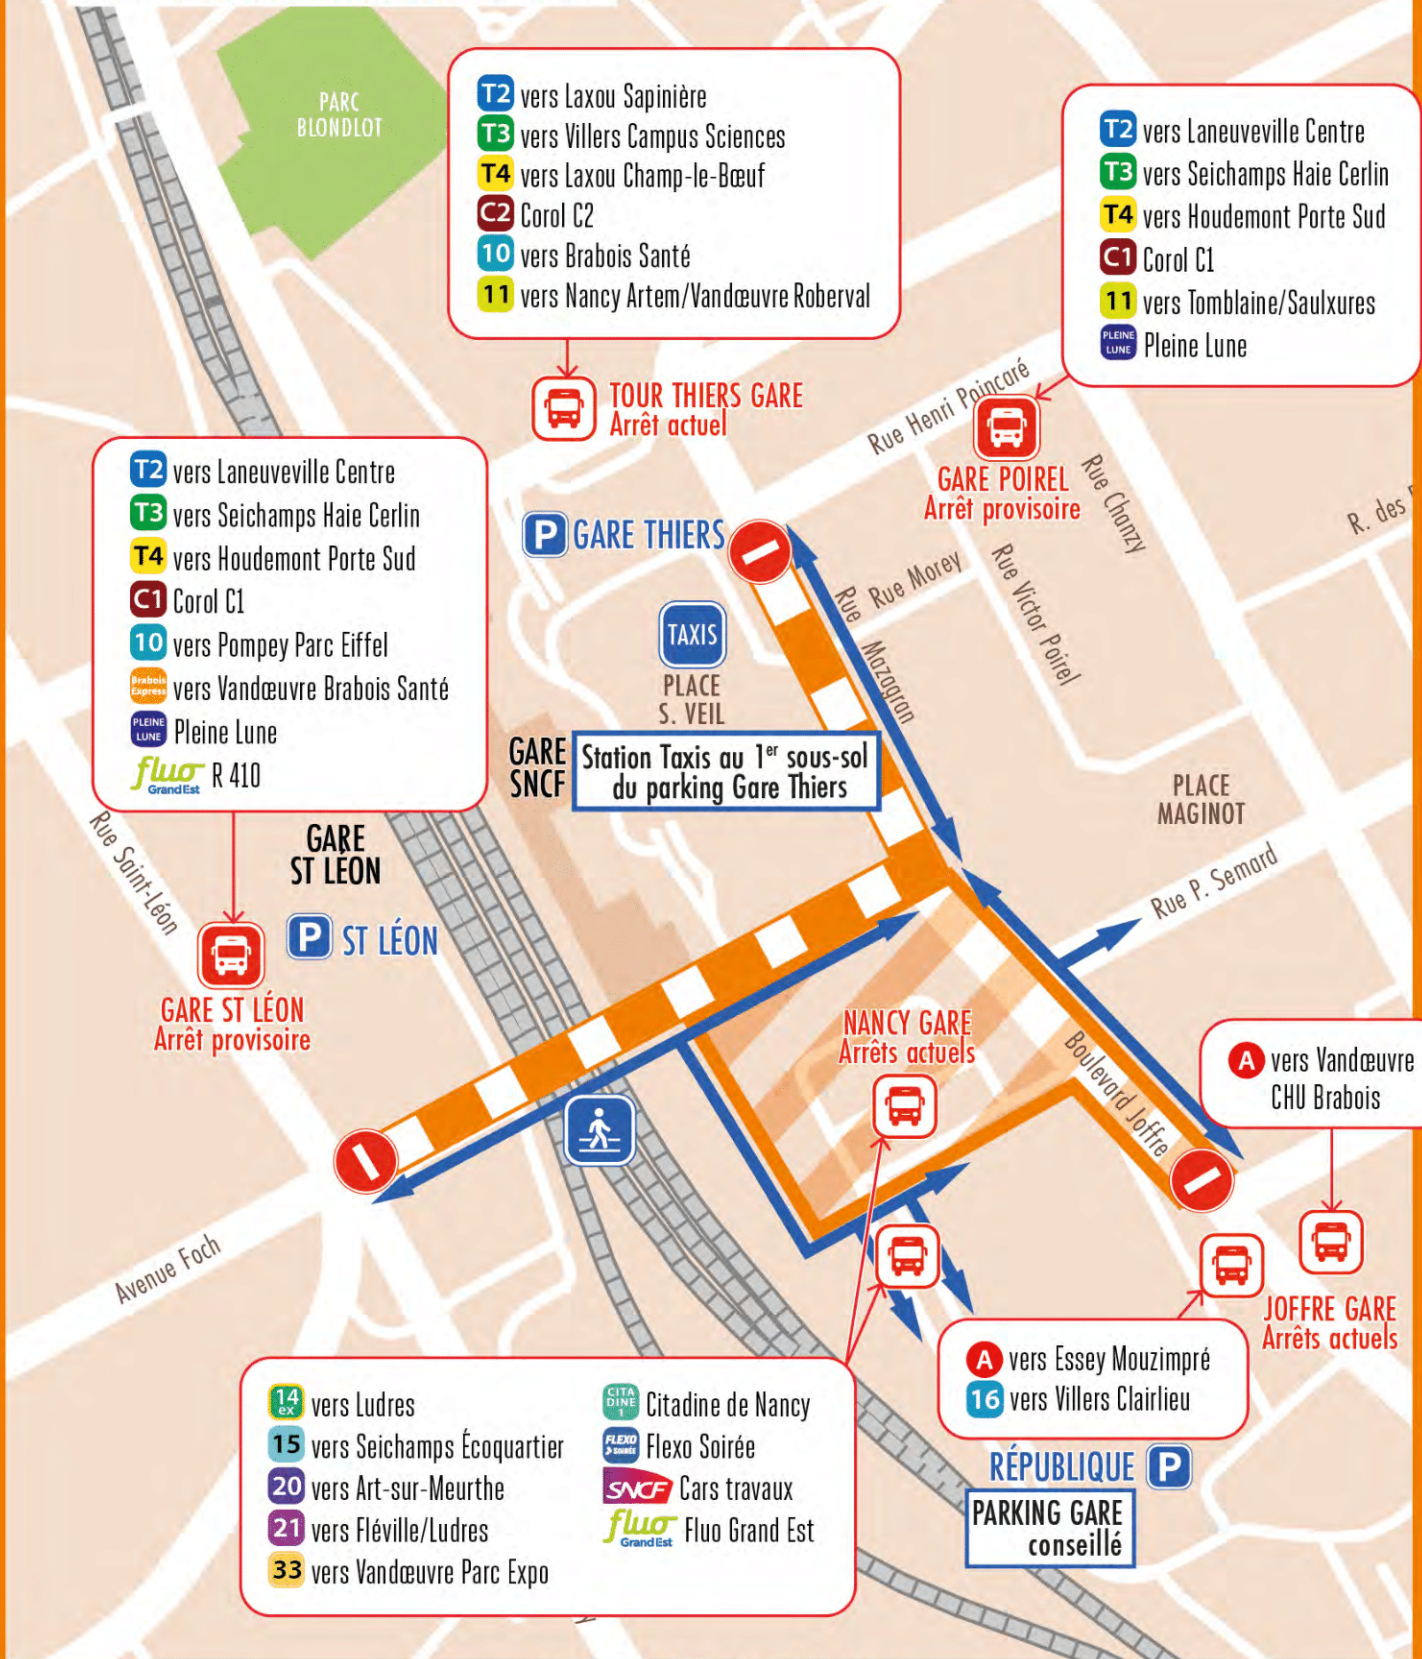 PARC
BLONDLOT
T2 vers Laxou Sapinière
T3 vers Villers Campus Sciences
T4 vers Laxou Champ-le-Bœuf
C2 Corol C2
10 vers Brabois Santé
11 vers Nancy Artem/Vandœuvre Roberval
T2 vers Laneuveville Centre
T3 vers Seichamps Haie Cerlin
T4 vers Houdemont Porte Sud
C1 Corol C1
11 vers Tomblaine/Saulxures
PLEINE
LUNE
Pleine Lune
TOUR THIERS GARE
Arrêt actuel
Rue Henri Poincaré
GARE POIREL
Arrêt provisoire
Rue Chanzy
R. des
T2 vers Laneuveville Centre
T3 vers Seichamps Haie Cerlin
T4 vers Houdemont Porte Sud
C1 Corol C1
10 vers Pompey Parc Eiffel
Brabois
Express
vers Vandœuvre Brabois Santé
PLEINE
LUNE
Pleine Lune
fluo
Grand Est
R 410
P GARE THIERS
Rue Morey
Rue Victor Poirel
Rue Mazagran
TAXIS
PLACE
S. VEIL
GARE
SNCF
Station Taxis au 1er sous-sol
du parking Gare Thiers
PLACE
MAGINOT
Rue P. Semard
Rue Saint-Léon
GARE
ST LÉON
P ST LÉON
GARE ST LÉON
Arrêt provisoire
NANCY GARE
Arrêts actuels
Boulevard Joffre
A vers Vandœuvre
CHU Brabois
Avenue Foch
JOFFRE GARE
Arrêts actuels
A vers Essey Mouzimpré
16 vers Villers Clairlieu
14
ex
vers Ludres
15 vers Seichamps Écoquartier
20 vers Art-sur-Meurthe
21 vers Fléville/Ludres
33 vers Vandœuvre Parc Expo
CITA
DINE
1
Citadine de Nancy
FLEXO
SOIRÉE
Flexo Soirée
SNCF Cars travaux
fluo
Grand Est
Fluo Grand Est
RÉPUBLIQUE P
PARKING GARE
conseillé